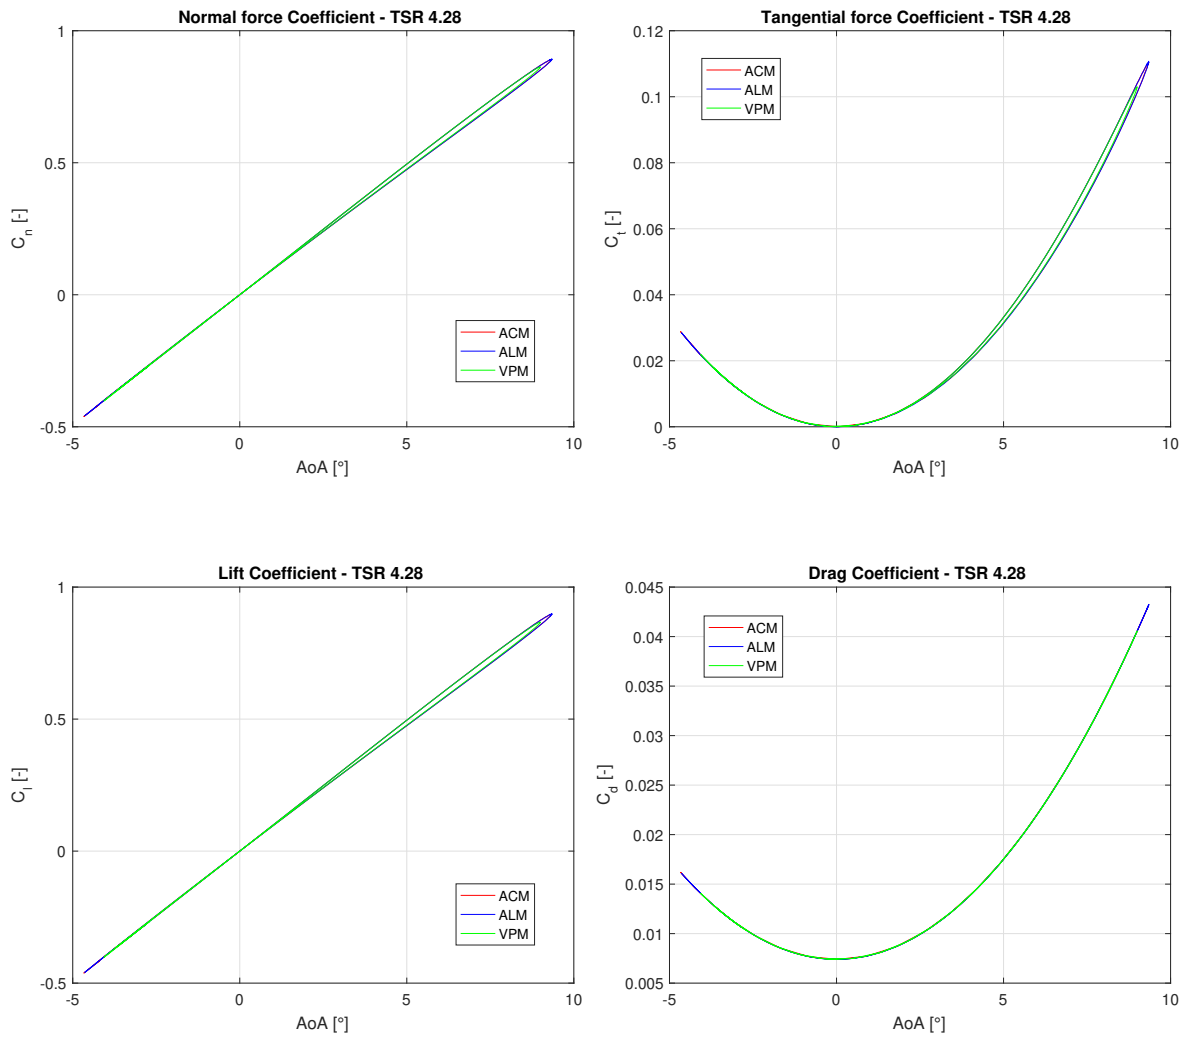 Normal force Coefficient - TSR 4.28
1
0.5
0
-0.5
C_n [-]
-5
0
5
10
AoA [°]
ACM
ALM
VPM
Tangential force Coefficient - TSR 4.28
0.12
0.1
0.08
0.06
0.04
0.02
0
C_t [-]
-5
0
5
10
AoA [°]
ACM
ALM
VPM
Lift Coefficient - TSR 4.28
1
0.5
0
-0.5
C_l [-]
-5
0
5
10
AoA [°]
ACM
ALM
VPM
Drag Coefficient - TSR 4.28
0.045
0.04
0.035
0.03
0.025
0.02
0.015
0.01
0.005
C_d [-]
-5
0
5
10
AoA [°]
ACM
ALM
VPM